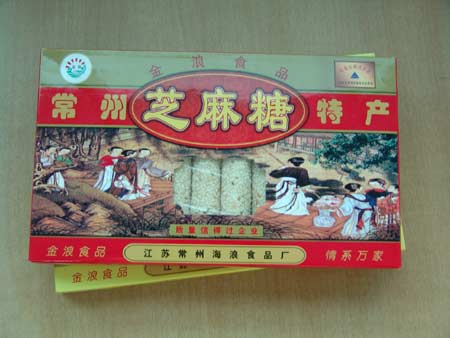 金浪食品
常州 芝麻糖 特产
质量信得过企业
金浪食品 江苏常州海浪食品厂 情系万家
金浪食品